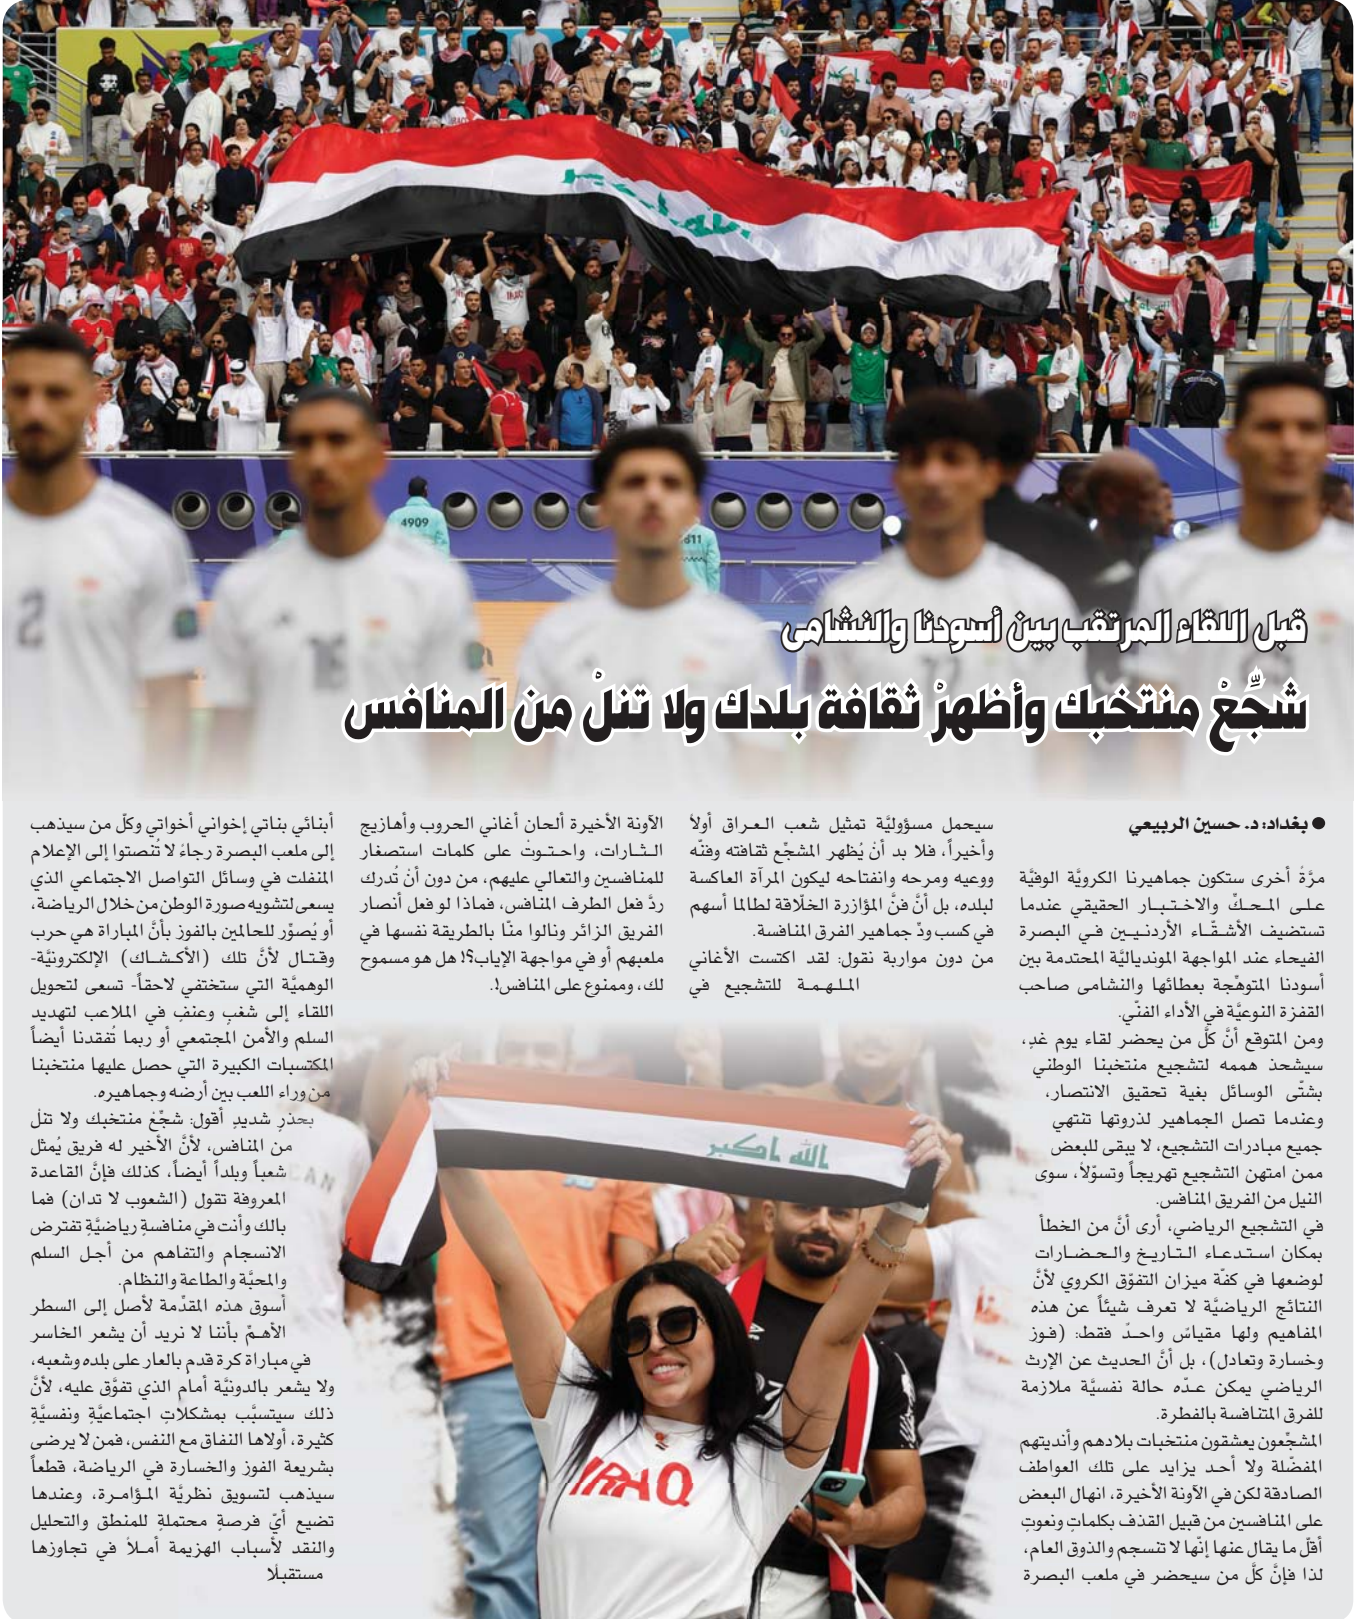 الله اكبر
IRAQ
IRAQ
4909
811
2
قبل اللقاء المرتقب بين أسودنا والنشامى
شجِّعْ منتخبك وأظهرْ ثقافة بلدك ولا تنلْ من المنافس
● بغداد: د. حسين الربيعي
مرَّةً أخرى ستكون جماهيرنا الكرويَّة الوفيَّة
على المحكِّ والاختبار الحقيقي عندما
تستضيف الأشقّاء الأردنيين في البصرة
الفيحاء عند المواجهة المونديالية المحتدمة بين
أسودنا المتوهّجة بعطائها والنشامى صاحب
القفزة النوعيَّة في الأداء الفنّي.
ومن المتوقع أنَّ كلَّ من يحضر لقاء يوم غدٍ،
سيشحذ هممه لتشجيع منتخبنا الوطني
بشتّى الوسائل بغية تحقيق الانتصار،
وعندما تصل الجماهير لذروتها تنتهي
جميع مبادرات التشجيع، لا يبقى للبعض
ممن امتهن التشجيع تهريجاً وتسوّلاً، سوى
النيل من الفريق المنافس.
في التشجيع الرياضي، أرى أنَّ من الخطأ
بمكان استدعاء التاريخ والحضارات
لوضعها في كفّة ميزان التفوّق الكروي لأنَّ
النتائج الرياضيَّة لا تعرف شيئاً عن هذه
المفاهيم ولها مقياسٌ واحدٌ فقط: (فوز
وخسارة وتعادل)، بل أنَّ الحديث عن الإرث
الرياضي يمكن عدّه حالة نفسيَّة ملازمة
للفرق المتنافسة بالفطرة.
المشجِّعون يعشقون منتخبات بلادهم وأنديتهم
المفضّلة ولا أحد يزايد على تلك العواطف
الصادقة لكن في الآونة الأخيرة، انهال البعض
على المنافسين من قبيل القذف بكلماتٍ ونعوتٍ
أقلّ ما يقال عنها إنّها لا تنسجم والذوق العام،
لذا فإنَّ كلَّ من سيحضر في ملعب البصرة
سيحمل مسؤوليَّة تمثيل شعب العراق أولاً
وأخيراً، فلا بد أنْ يُظهر المشجِّع ثقافته وفنّه
ووعيه ومرحه وانفتاحه ليكون المرآة العاكسة
لبلده، بل أنَّ فنَّ المؤازرة الخلّاقة لطالما أسهم
في كسب ودِّ جماهير الفرق المنافسة.
من دون مواربة نقول: لقد اكتست الأغاني
الملهمة للتشجيع في
الآونة الأخيرة ألحان أغاني الحروب وأهازيج
الثارات، واحتوتْ على كلمات استصغار
للمنافسين والتعالي عليهم، من دون أنْ تُدرك
ردَّ فعل الطرف المنافس، فماذا لو فعل أنصار
الفريق الزائر ونالوا منّا بالطريقة نفسها في
ملعبهم أو في مواجهة الإياب؟! هل هو مسموح
لك، وممنوع على المنافس!.
أبنائي بناتي إخواني أخواتي وكلّ من سيذهب
إلى ملعب البصرة رجاءً لا تُنصتوا إلى الإعلام
المنفلت في وسائل التواصل الاجتماعي الذي
يسعى لتشويه صورة الوطن من خلال الرياضة،
أو يُصوِّر للحالمين بالفوز بأنَّ المباراة هي حرب
وقتال لأنَّ تلك (الأكشاك) الإلكترونيَّة-
الوهميَّة التي ستختفي لاحقاً- تسعى لتحويل
اللقاء إلى شغبٍ وعنفٍ في الملاعب لتهديد
السلم والأمن المجتمعي أو ربما تُفقدنا أيضاً
المكتسبات الكبيرة التي حصل عليها منتخبنا
من وراء اللعب بين أرضه وجماهيره.
بحذرٍ شديدٍ أقول: شجِّعْ منتخبك ولا تنلْ
من المنافس، لأنَّ الأخير له فريق يُمثل
شعباً وبلداً أيضاً، كذلك فإنَّ القاعدة
المعروفة تقول (الشعوب لا تدان) فما
بالك وأنت في منافسةٍ رياضيَّةٍ تفترض
الانسجام والتفاهم من أجل السلم
والمحبَّة والطاعة والنظام.
أسوق هذه المقدِّمة لأصل إلى السطر
الأهمّ بأننا لا نريد أن يشعر الخاسر
في مباراة كرة قدم بالعار على بلده وشعبه،
ولا يشعر بالدونيَّة أمام الذي تفوَّق عليه، لأنَّ
ذلك سيتسبَّب بمشكلاتٍ اجتماعيَّةٍ ونفسيَّةٍ
كثيرة، أولاها النفاق مع النفس، فمن لا يرضى
بشريعة الفوز والخسارة في الرياضة، قطعاً
سيذهب لتسويق نظريَّة المؤامرة، وعندها
تضيع أيّ فرصةٍ محتملةٍ للمنطق والتحليل
والنقد لأسباب الهزيمة أملاً في تجاوزها
مستقبلًا
الله اكبر
IRAQ